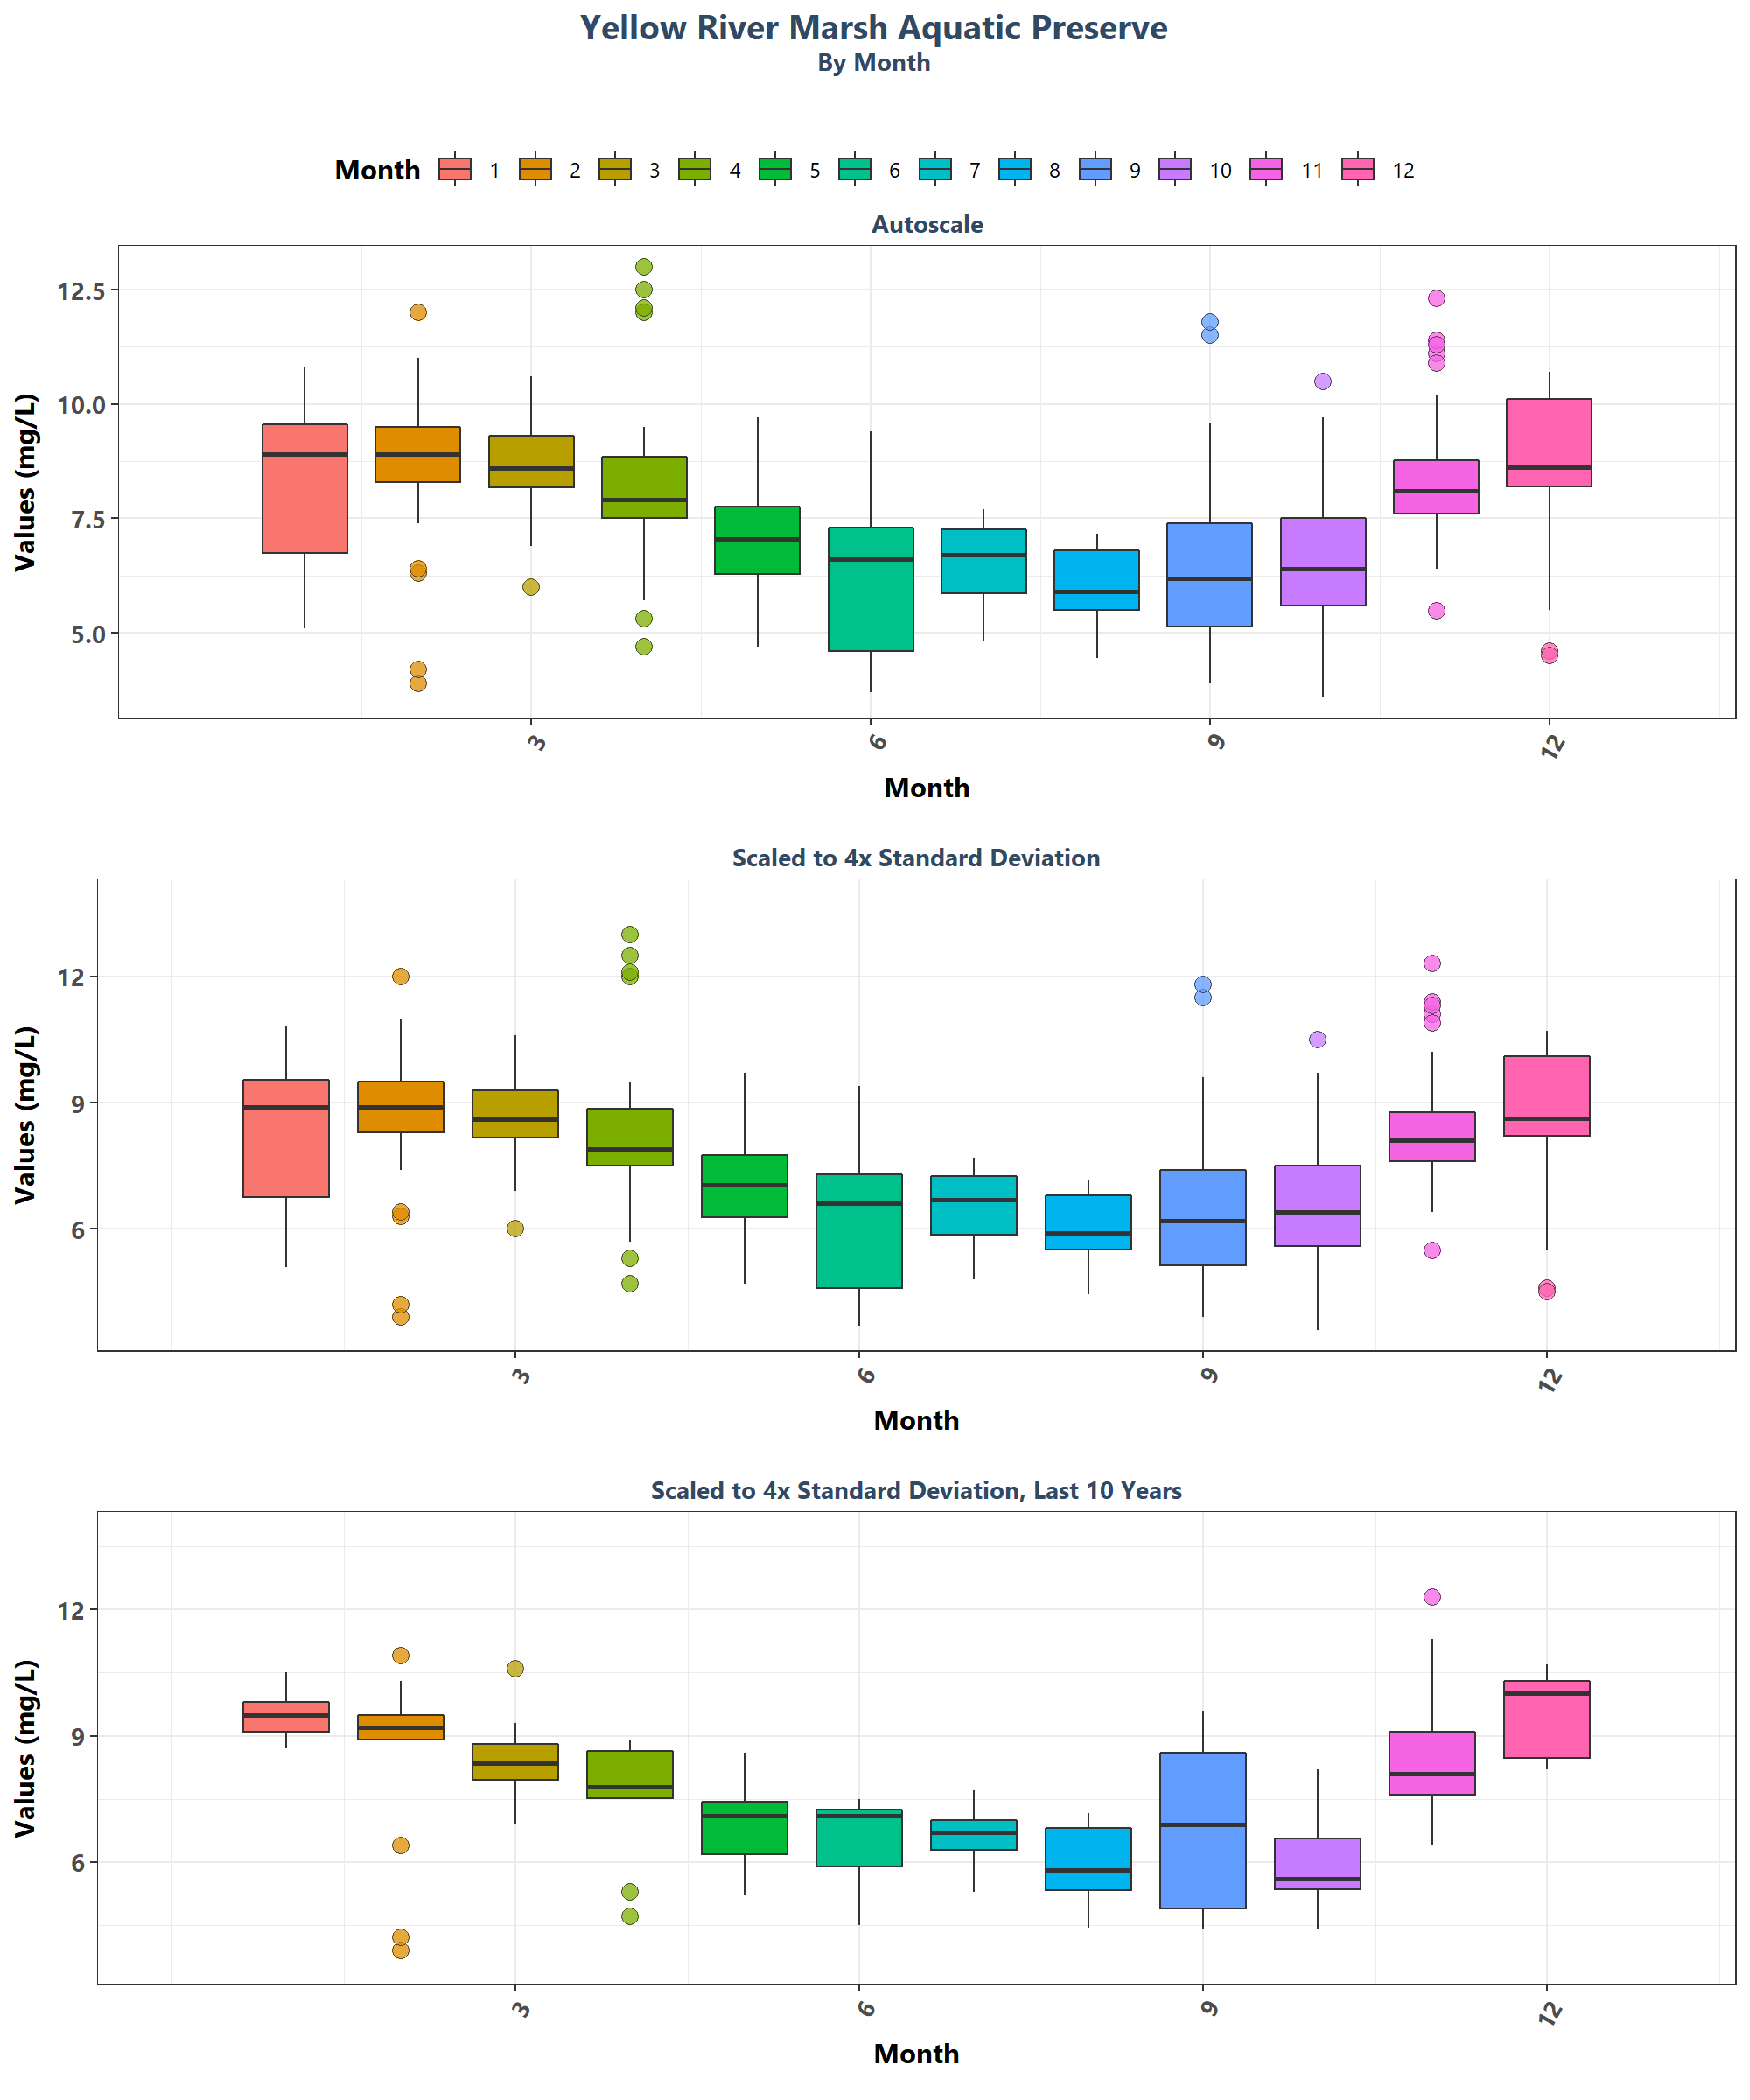 Yellow River Marsh Aquatic Preserve
By Month
Month 1 2 3 4 5 6 7 8 9 10 11 12
Autoscale
Values (mg/L)
12.5
10.0
7.5
5.0
3 6 9 12
Month
Scaled to 4x Standard Deviation
Values (mg/L)
12
9
6
3 6 9 12
Month
Scaled to 4x Standard Deviation, Last 10 Years
Values (mg/L)
12
9
6
3 6 9 12
Month